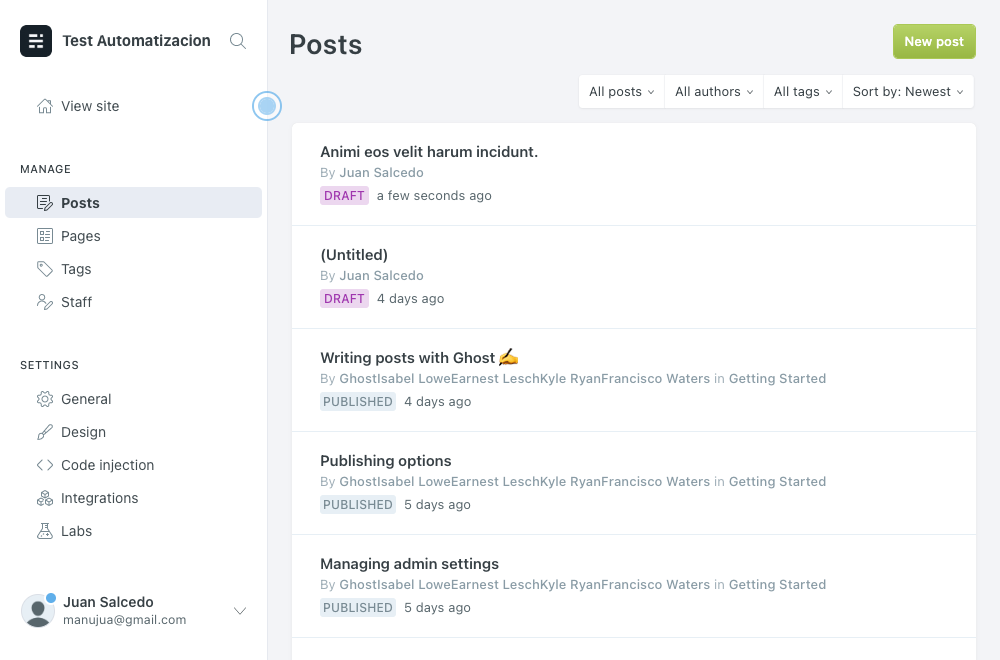 Test Automatizacion
View site
MANAGE
Posts
Pages
Tags
Staff
SETTINGS
General
Design
Code injection
Integrations
Labs
Juan Salcedo
manujua@gmail.com
Posts
New post
All posts
All authors
All tags
Sort by: Newest
Animi eos velit harum incidunt.
By Juan Salcedo
DRAFT a few seconds ago
(Untitled)
By Juan Salcedo
DRAFT 4 days ago
Writing posts with Ghost ✍️
By GhostIsabel LoweEarnest LeschKyle RyanFrancisco Waters in Getting Started
PUBLISHED 4 days ago
Publishing options
By GhostIsabel LoweEarnest LeschKyle RyanFrancisco Waters in Getting Started
PUBLISHED 5 days ago
Managing admin settings
By GhostIsabel LoweEarnest LeschKyle RyanFrancisco Waters in Getting Started
PUBLISHED 5 days ago